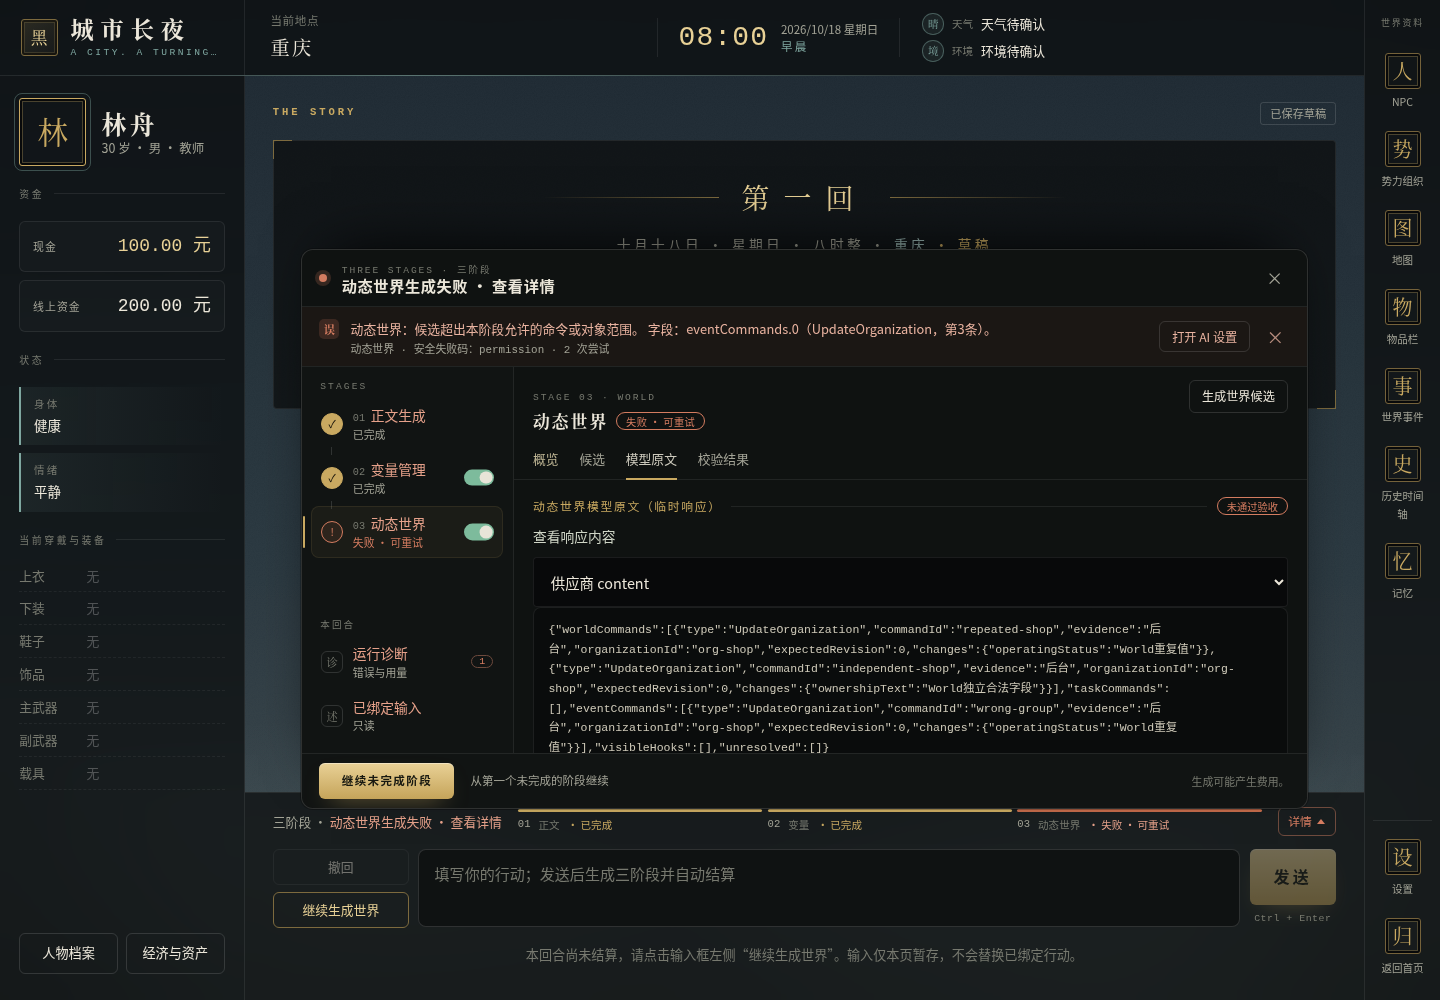 黑
城市长夜
A CITY. A TURNING…
当前地点
重庆
08:00
2026/10/18 星期日
早晨
晴 天气 天气待确认
境 环境 环境待确认
世界资料
人
NPC
势
势力组织
图
地图
物
物品栏
事
世界事件
史
历史时间
轴
忆
记忆
设
设置
归
返回首页
林
林舟
30 岁 · 男 · 教师
资金
现金 100.00 元
线上资金 200.00 元
状态
身体
健康
情绪
平静
当前穿戴与装备
上衣 无
下装 无
鞋子 无
饰品 无
主武器 无
副武器 无
载具 无
人物档案 经济与资产
THE STORY
已保存草稿
第一回
十月十八日 · 星期日 · 八时整 · 重庆 · 草稿
THREE STAGES · 三阶段
动态世界生成失败 · 查看详情
误 动态世界：候选超出本阶段允许的命令或对象范围。 字段：eventCommands.0（UpdateOrganization，第3条）。
动态世界 · 安全失败码：permission · 2 次尝试
打开 AI 设置
STAGES
✓ 01 正文生成
已完成
✓ 02 变量管理
已完成
! 03 动态世界
失败 · 可重试
本回合
诊 运行诊断 1
错误与用量
述 已绑定输入
只读
STAGE 03 · WORLD
动态世界 失败 · 可重试
生成世界候选
概览 候选 模型原文 校验结果
动态世界模型原文（临时响应） 未通过验收
查看响应内容
供应商 content
{"worldCommands":[{"type":"UpdateOrganization","commandId":"repeated-shop","evidence":"后
台","organizationId":"org-shop","expectedRevision":0,"changes":{"operatingStatus":"World重复值"}},
{"type":"UpdateOrganization","commandId":"independent-shop","evidence":"后台","organizationId":"org-
shop","expectedRevision":0,"changes":{"ownershipText":"World独立合法字段"}}],"taskCommands":
[],"eventCommands":[{"type":"UpdateOrganization","commandId":"wrong-group","evidence":"后
台","organizationId":"org-shop","expectedRevision":0,"changes":{"operatingStatus":"World重复
值"}}],"visibleHooks":[],"unresolved":[]}
继续未完成阶段 从第一个未完成的阶段继续 生成可能产生费用。
三阶段 · 动态世界生成失败 · 查看详情 01 正文 · 已完成 02 变量 · 已完成 03 动态世界 · 失败 · 可重试 详情
撤回
继续生成世界
填写你的行动；发送后生成三阶段并自动结算
发送
Ctrl + Enter
本回合尚未结算，请点击输入框左侧“继续生成世界”。输入仅本页暂存，不会替换已绑定行动。